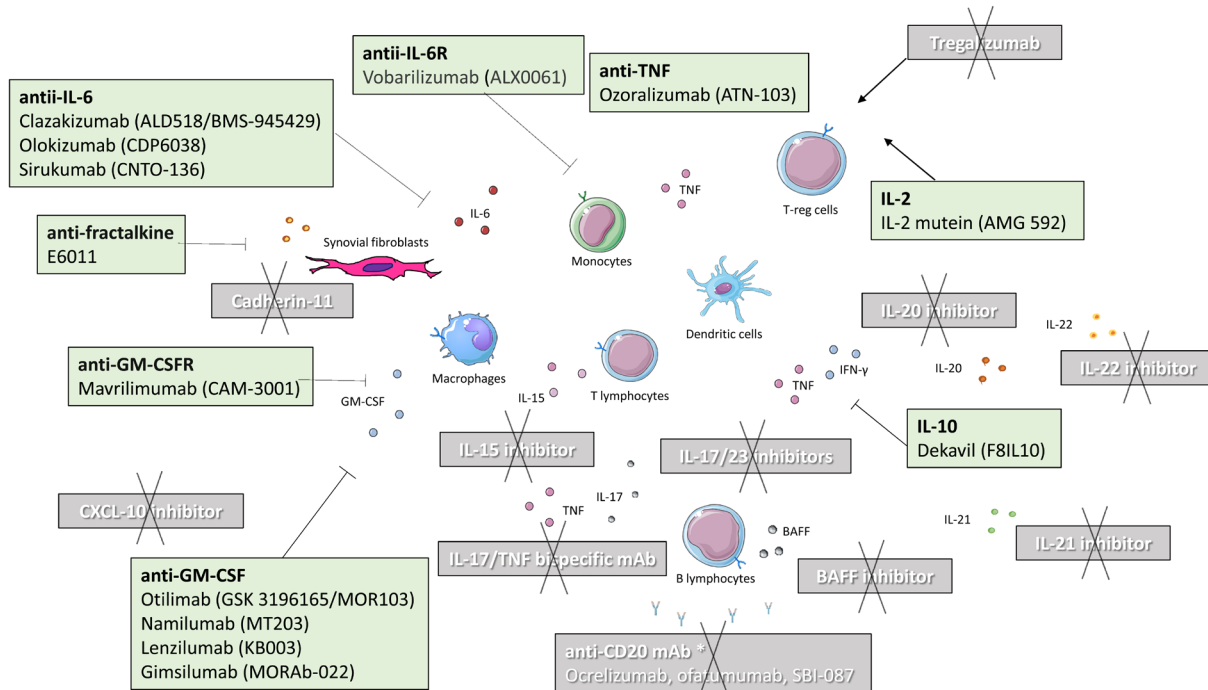 Tregalizumab
antii-IL-6R
Vobarilizumab (ALX0061)
anti-TNF
Ozoralizumab (ATN-103)
antii-IL-6
Clazakizumab (ALD518/BMS-945429)
Olokizumab (CDP6038)
Sirukumab (CNTO-136)
TNF
T-reg cells
IL-2
IL-2 mutein (AMG 592)
IL-6
anti-fractalkine
E6011
Synovial fibroblasts
Monocytes
Cadherin-11
Dendritic cells
IL-20 inhibitor
IL-22
IL-22 inhibitor
IL-20
anti-GM-CSFR
Mavrilimumab (CAM-3001)
GM-CSF
Macrophages
IL-15
T lymphocytes
TNF
IFN-γ
IL-10
Dekavil (F8IL10)
IL-15 inhibitor
IL-17/23 inhibitors
CXCL-10 inhibitor
TNF
IL-17
BAFF
IL-21
IL-21 inhibitor
IL-17/TNF bispecific mAb
B lymphocytes
BAFF inhibitor
anti-GM-CSF
Otilimab (GSK 3196165/MOR103)
Namilumab (MT203)
Lenzilumab (KB003)
Gimsilumab (MORAb-022)
anti-CD20 mAb *
Ocrelizumab, ofatumumab, SBI-087